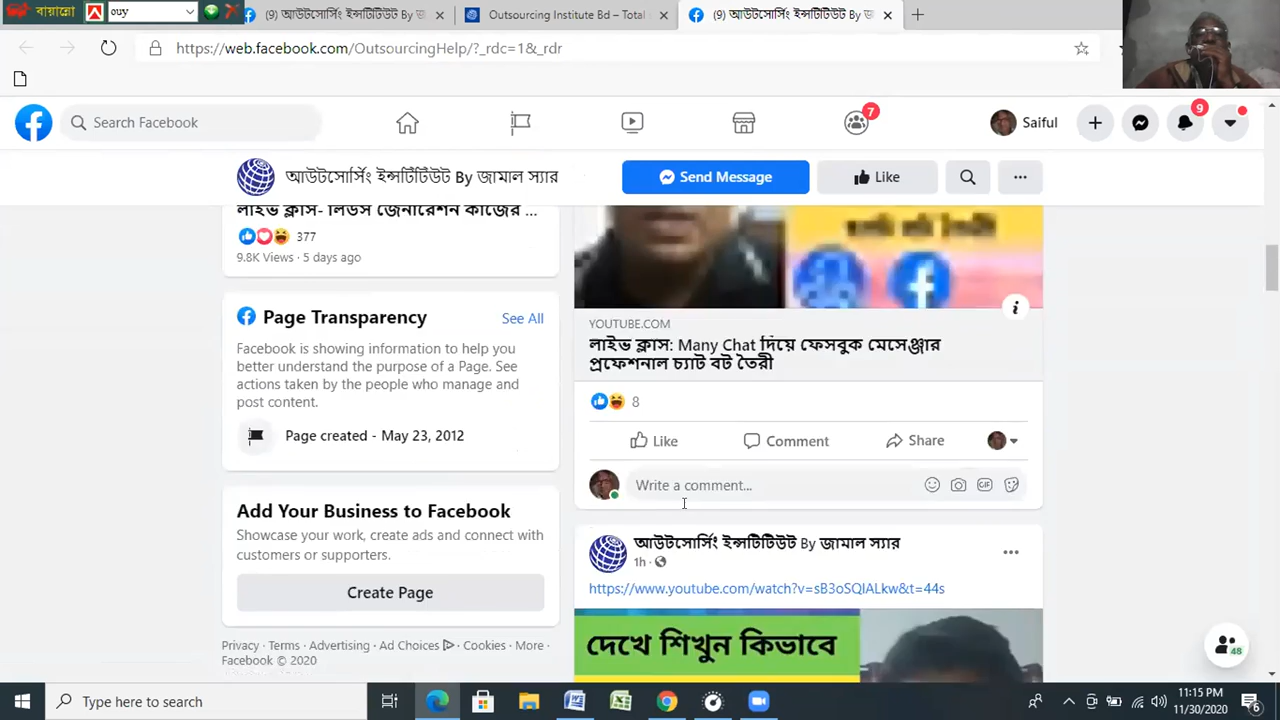 বায়ান্নো
ouy
(9) আউটসোর্সিং ইন্সটিটিউট By জা
Outsourcing Institute Bd – Total
(9) আউটসোর্সিং ইন্সটিটিউট By জা
https://web.facebook.com/OutsourcingHelp/?_rdc=1&_rdr
Search Facebook
7
Saiful
9
আউটসোর্সিং ইন্সটিটিউট By জামাল স্যার
Send Message
Like
লাইভ ক্লাস- লিডস জেনারেশন কাজের ...
377
9.8K Views · 5 days ago
Page Transparency
See All
Facebook is showing information to help you
better understand the purpose of a Page. See
actions taken by the people who manage and
post content.
Page created - May 23, 2012
Add Your Business to Facebook
Showcase your work, create ads and connect with
customers or supporters.
Create Page
Privacy · Terms · Advertising · Ad Choices · Cookies · More ·
Facebook © 2020
YOUTUBE.COM
লাইভ ক্লাস: Many Chat দিয়ে ফেসবুক মেসেঞ্জার
প্রফেশনাল চ্যাট বট তৈরী
8
Like
Comment
Share
Write a comment...
GIF
আউটসোর্সিং ইন্সটিটিউট By জামাল স্যার
1h
https://www.youtube.com/watch?v=sB3oSQIALkw&t=44s
দেখে শিখুন কিভাবে
48
Type here to search
11:15 PM
11/30/2020
6